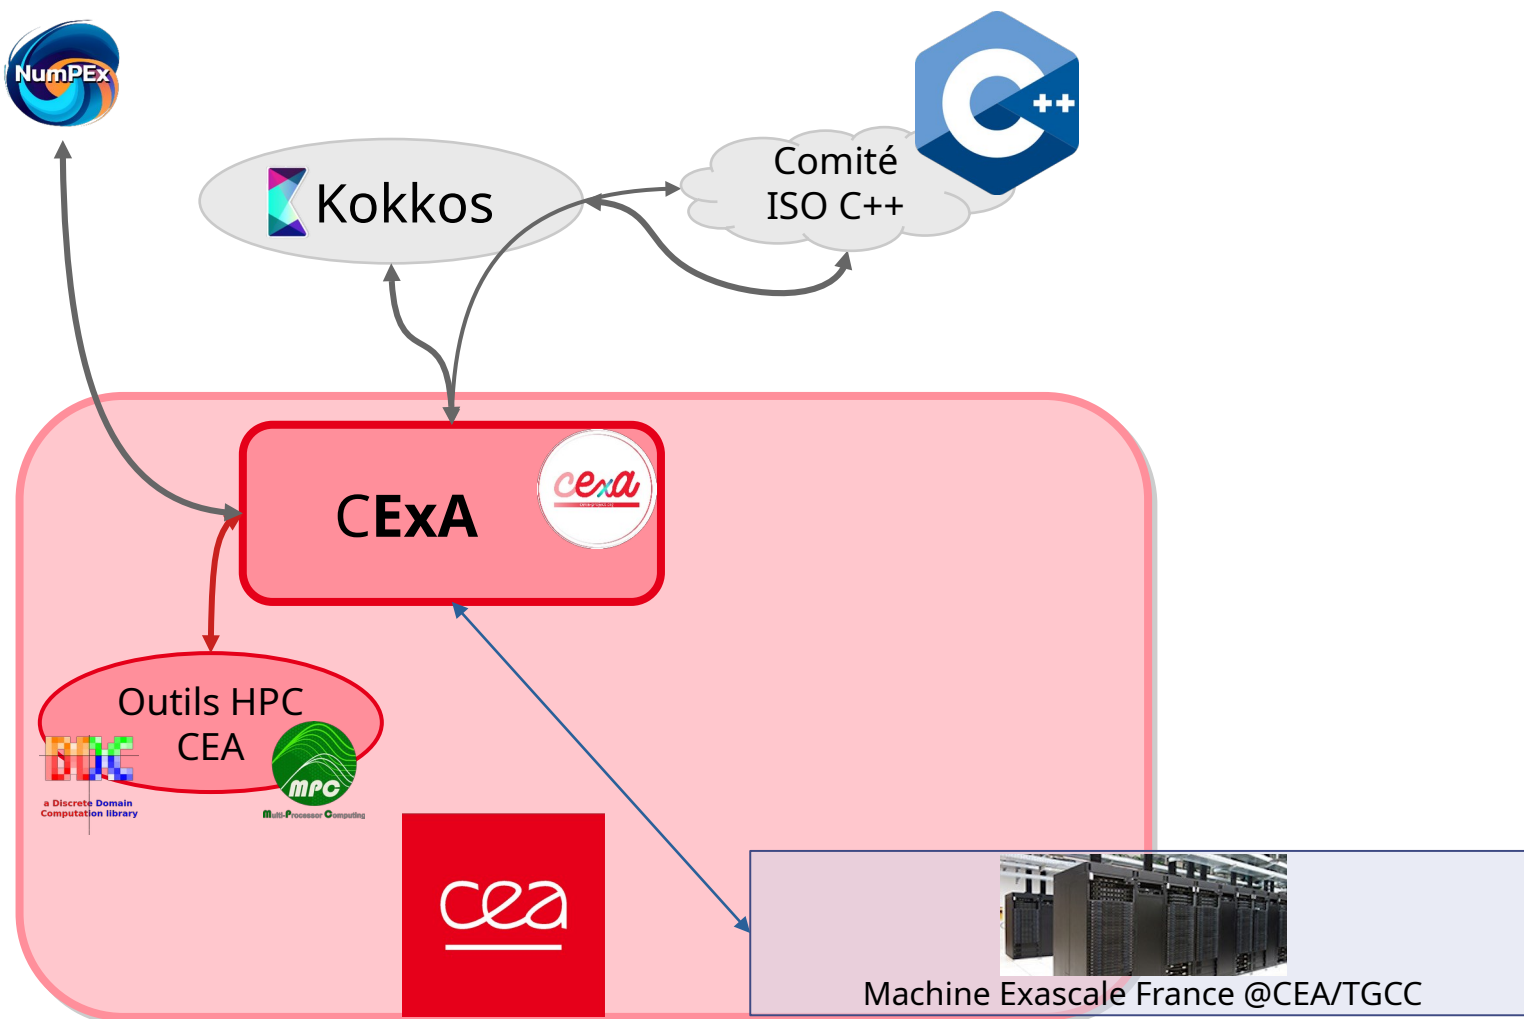 NumPEx
C++
Comité
ISO C++
Kokkos
CExA
cexa
Outils HPC
CEA
DDC
a Discrete Domain
Computation library
MPC
Multi-Processor Computing
cea
Machine Exascale France @CEA/TGCC